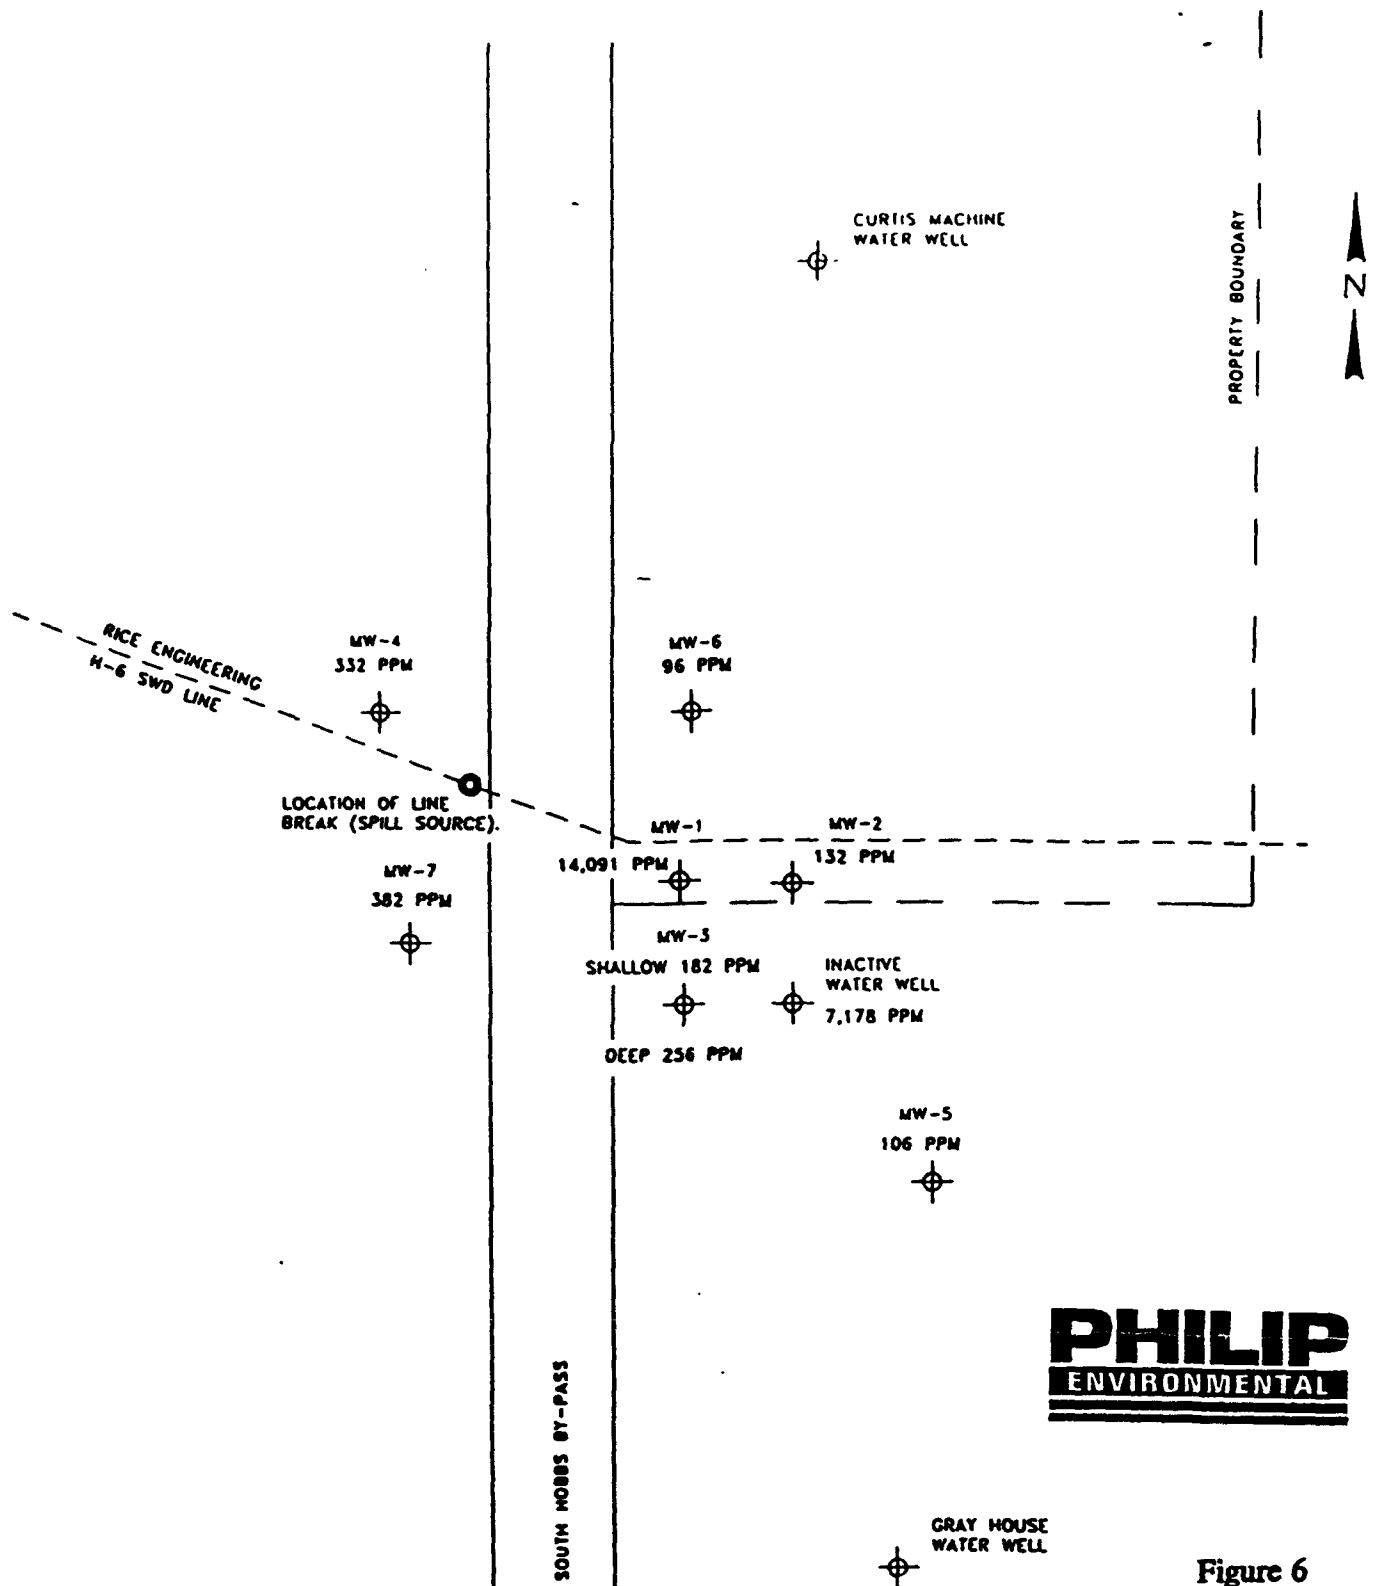 CURTIS MACHINE
WATER WELL
PROPERTY BOUNDARY
N
RICE ENGINEERING
H-6 SWD LINE
MW-4
332 PPM
MW-6
96 PPM
LOCATION OF LINE
BREAK (SPILL SOURCE).
MW-1
14,091 PPM
MW-2
132 PPM
MW-7
382 PPM
MW-3
SHALLOW 182 PPM
DEEP 256 PPM
INACTIVE
WATER WELL
7,178 PPM
MW-5
106 PPM
PHILIP
ENVIRONMENTAL
SOUTH HOBBS BY-PASS
GRAY HOUSE
WATER WELL
Figure 6